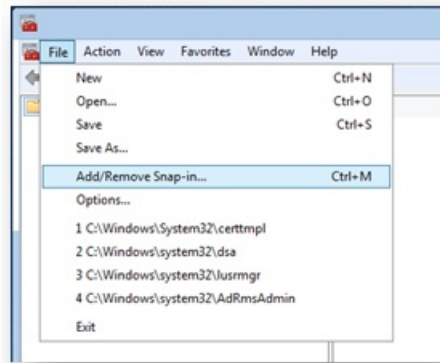 File Action View Favorites Window Help
New Ctrl+N
Open... Ctrl+O
Save Ctrl+S
Save As...
Add/Remove Snap-in... Ctrl+M
Options...
1 C:\Windows\System32\certtmpl
2 C:\Windows\system32\dsa
3 C:\Windows\system32\lusrmgr
4 C:\Windows\system32\AdRmsAdmin
Exit